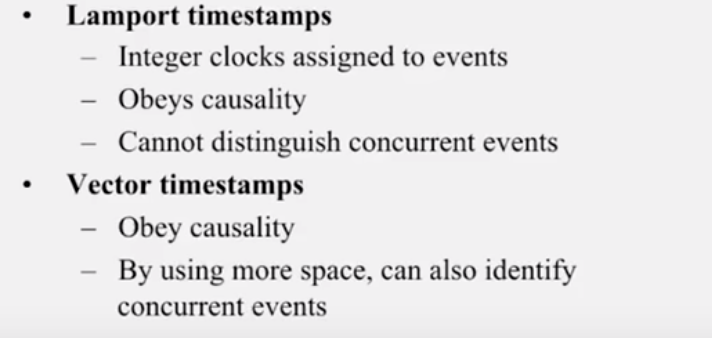 • Lamport timestamps
– Integer clocks assigned to events
– Obeys causality
– Cannot distinguish concurrent events
• Vector timestamps
– Obey causality
– By using more space, can also identify
concurrent events